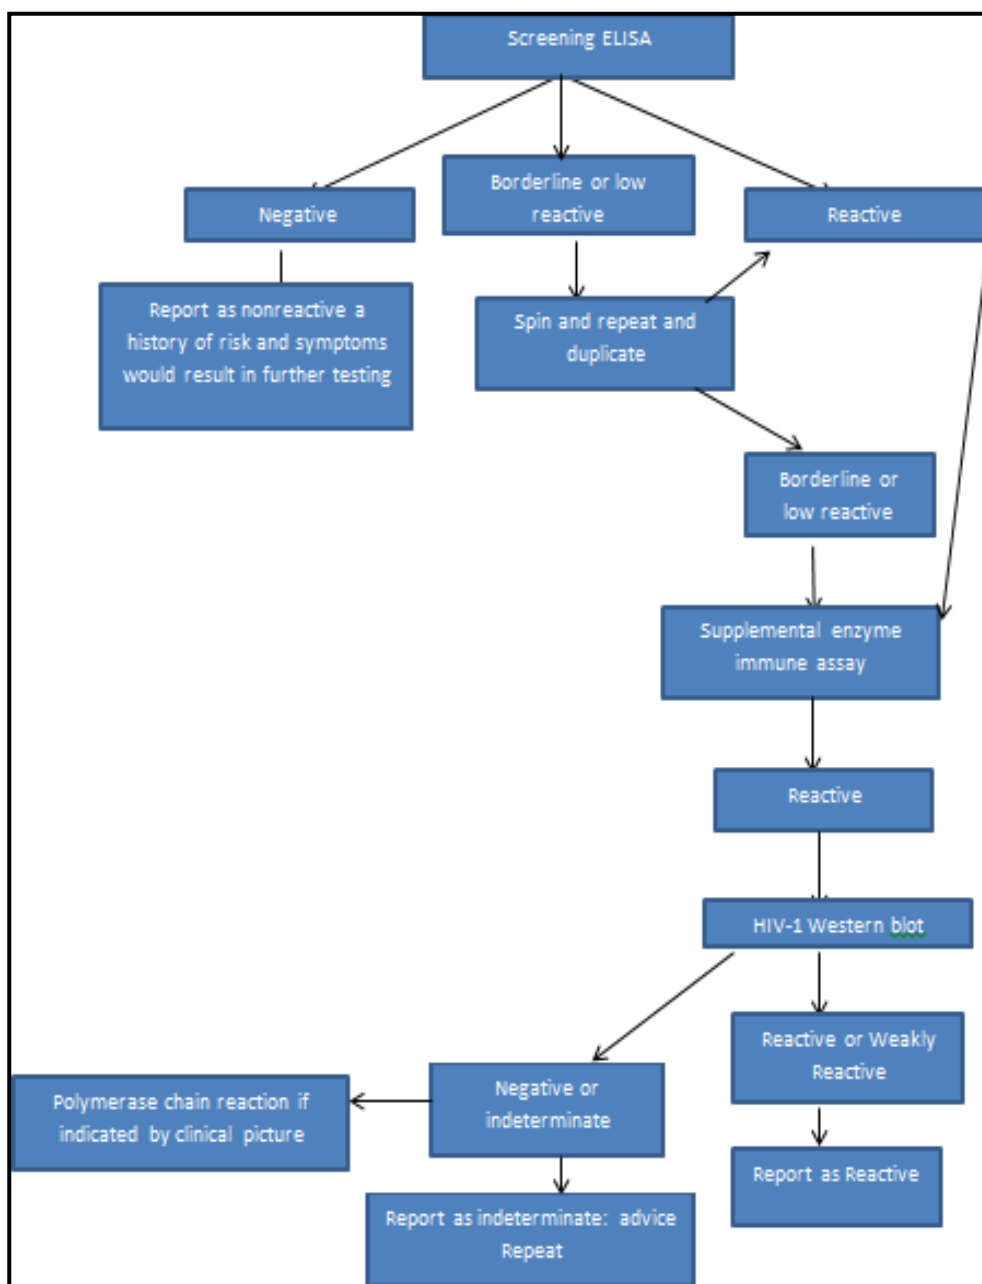 Screening ELISA
Negative
Borderline or low
reactive
Reactive
Report as nonreactive a
history of risk and symptoms
would result in further testing
Spin and repeat and
duplicate
Borderline or
low reactive
Supplemental enzyme
immune assay
Reactive
HIV-1 Western blot
Reactive or Weakly
Reactive
Negative or
indeterminate
Polymerase chain reaction if
indicated by clinical picture
Report as Reactive
Report as indeterminate: advice
Repeat